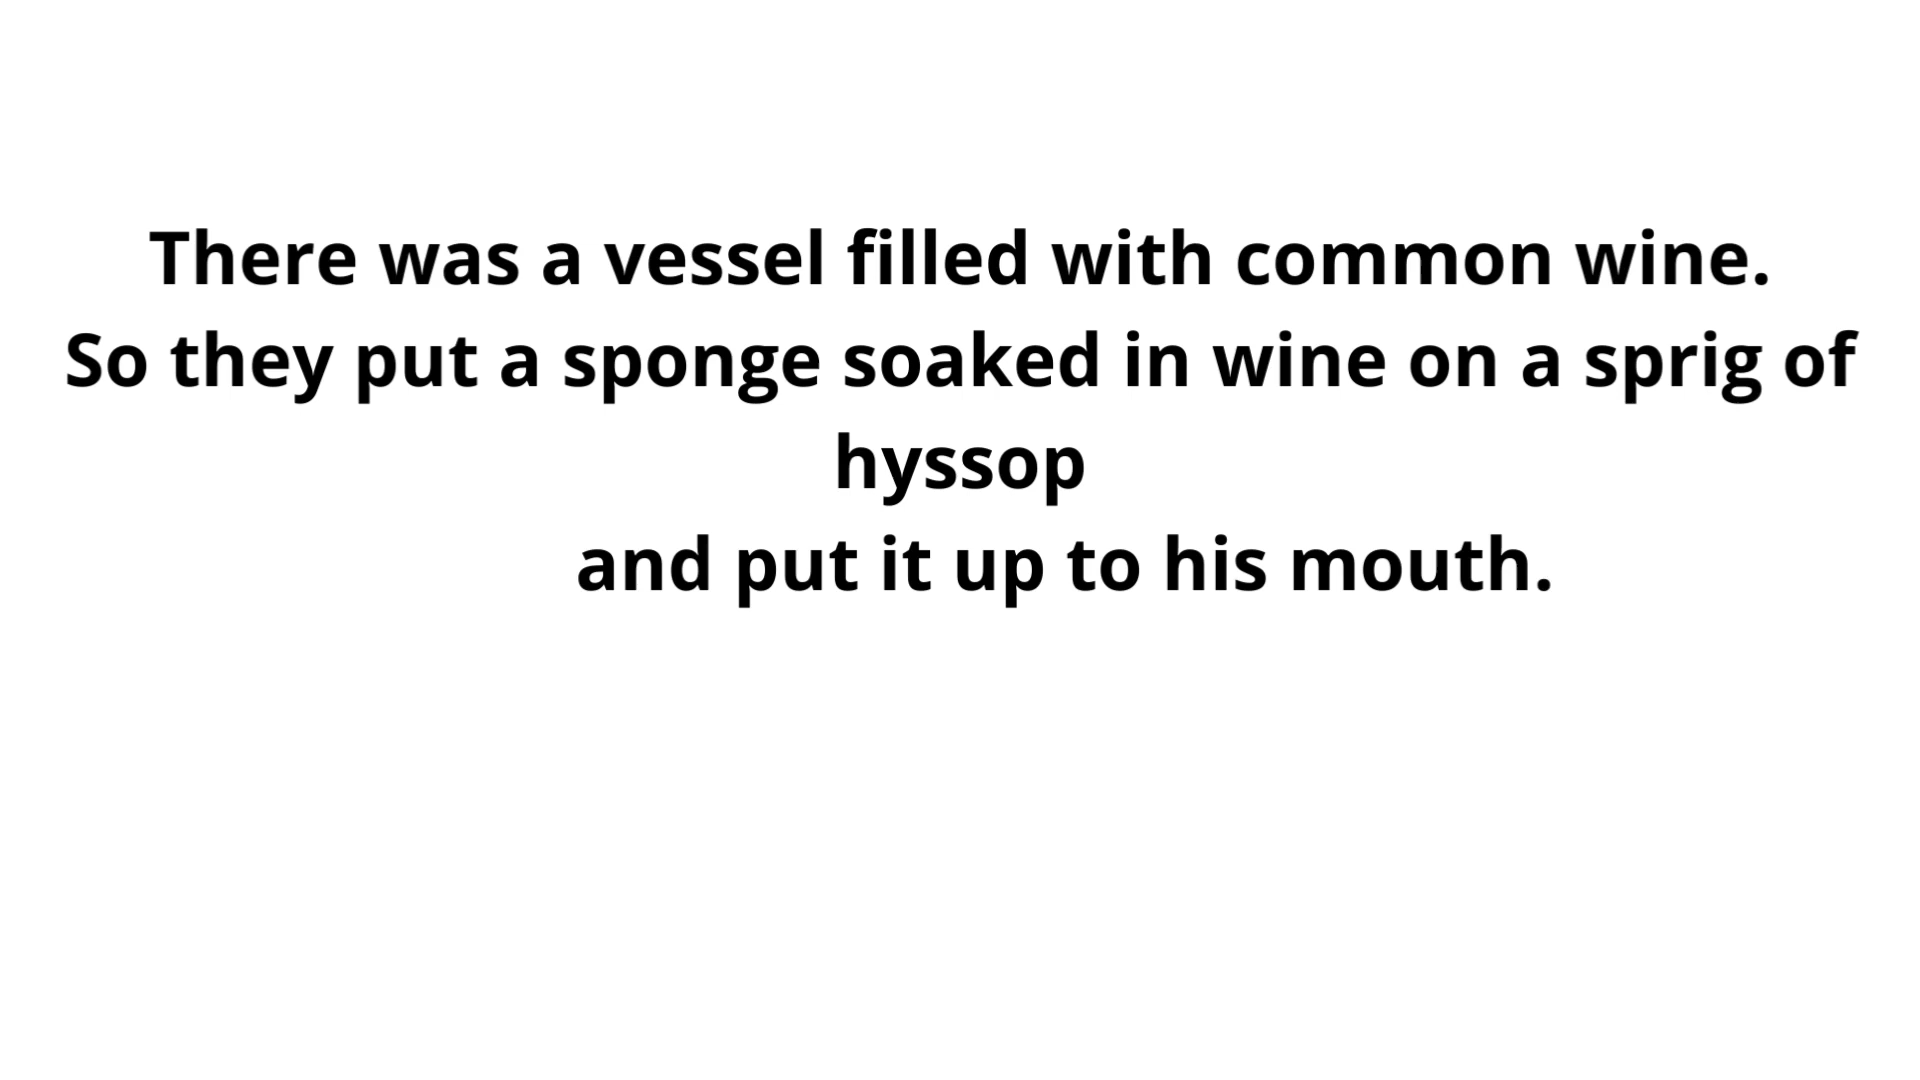 There was a vessel filled with common wine.
So they put a sponge soaked in wine on a sprig of
hyssop
and put it up to his mouth.